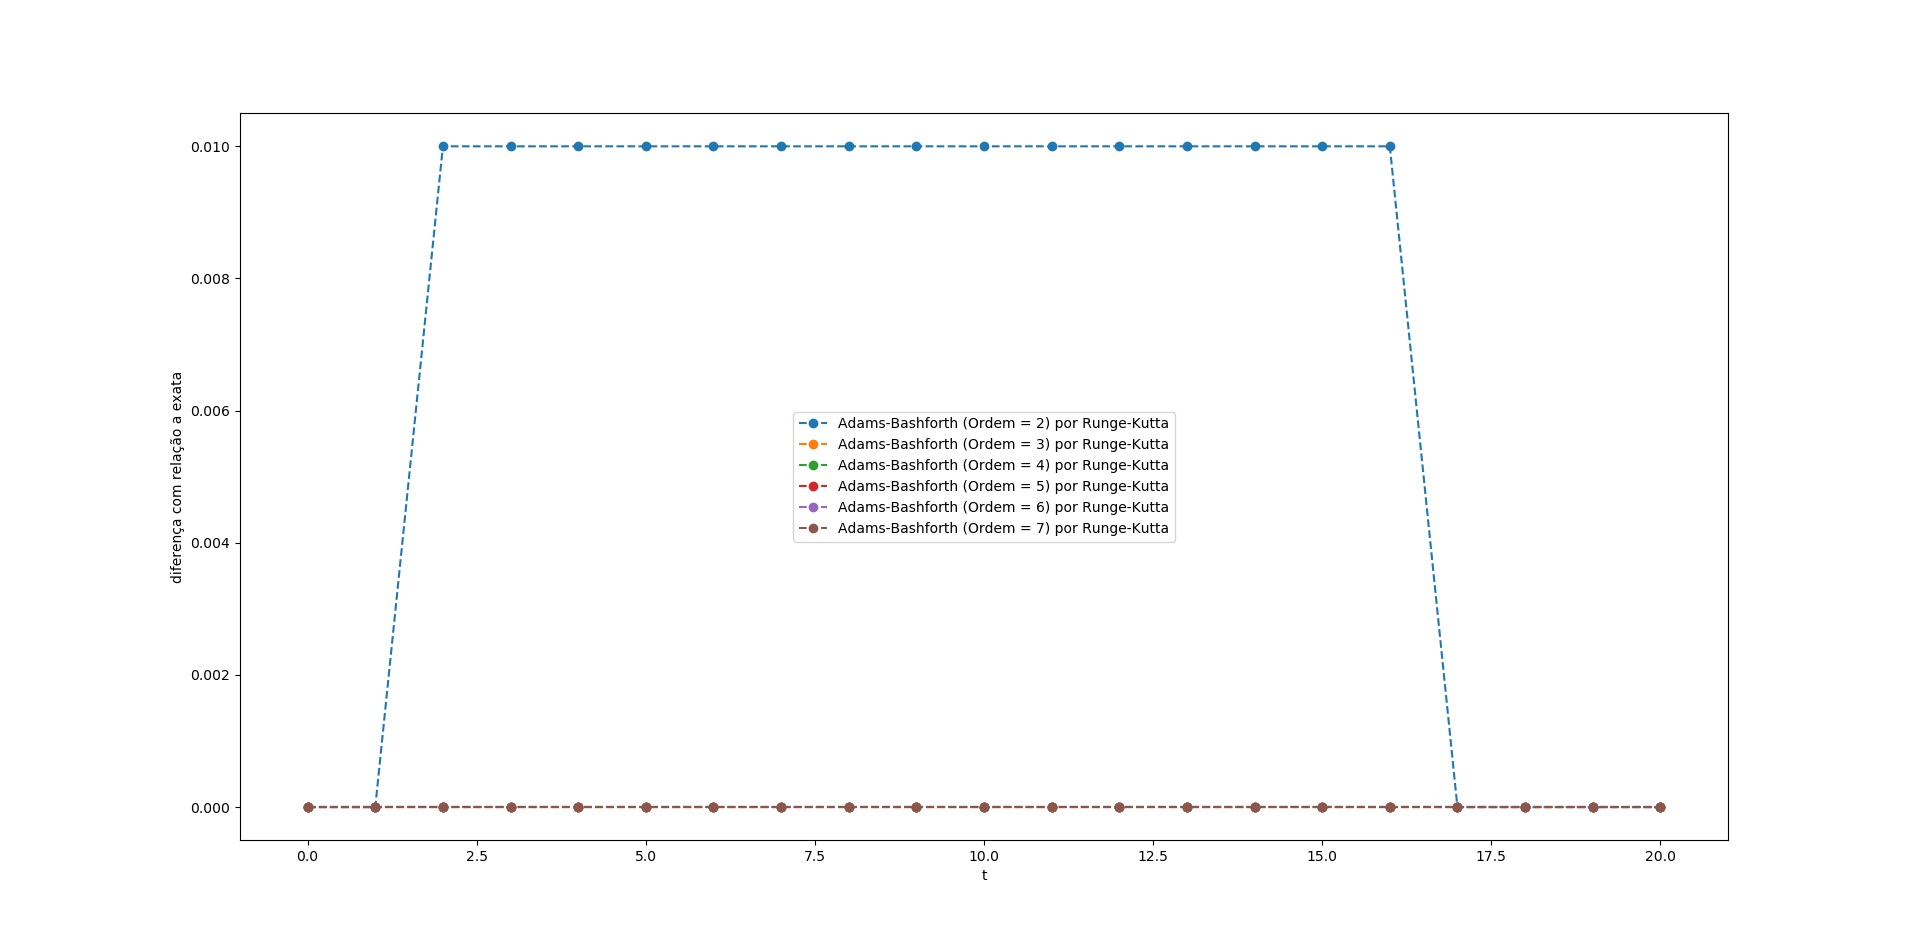 0.010
0.008
0.006
0.004
0.002
0.000
diferença com relação a exata
Adams-Bashforth (Ordem = 2) por Runge-Kutta
Adams-Bashforth (Ordem = 3) por Runge-Kutta
Adams-Bashforth (Ordem = 4) por Runge-Kutta
Adams-Bashforth (Ordem = 5) por Runge-Kutta
Adams-Bashforth (Ordem = 6) por Runge-Kutta
Adams-Bashforth (Ordem = 7) por Runge-Kutta
0.0 2.5 5.0 7.5 10.0 12.5 15.0 17.5 20.0
t